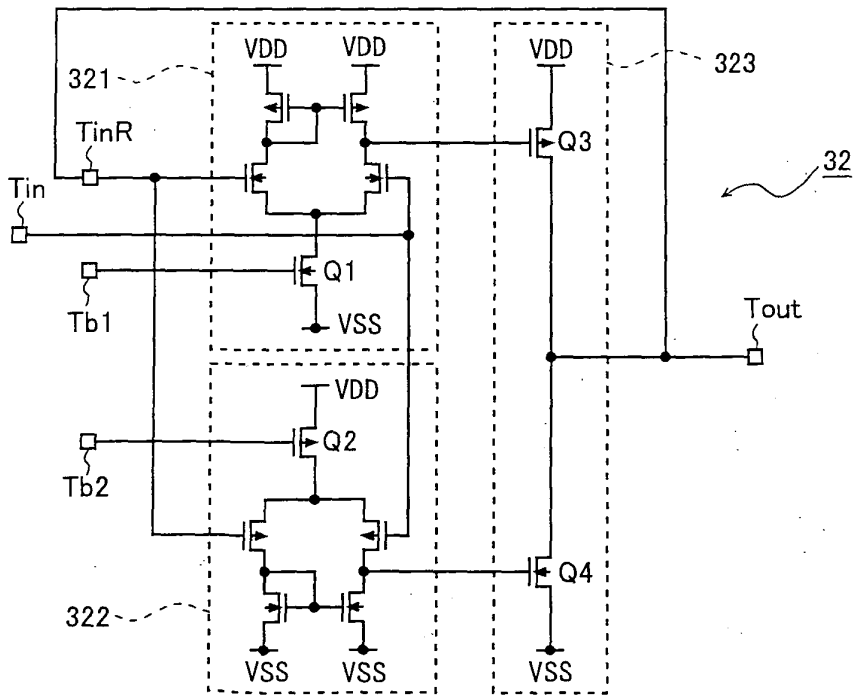 VDD VDD VDD
321
323
TinR
Q3
32
Tin
Q1
Tb1
VSS
Tout
VDD
Q2
Tb2
Q4
322
VSS VSS VSS